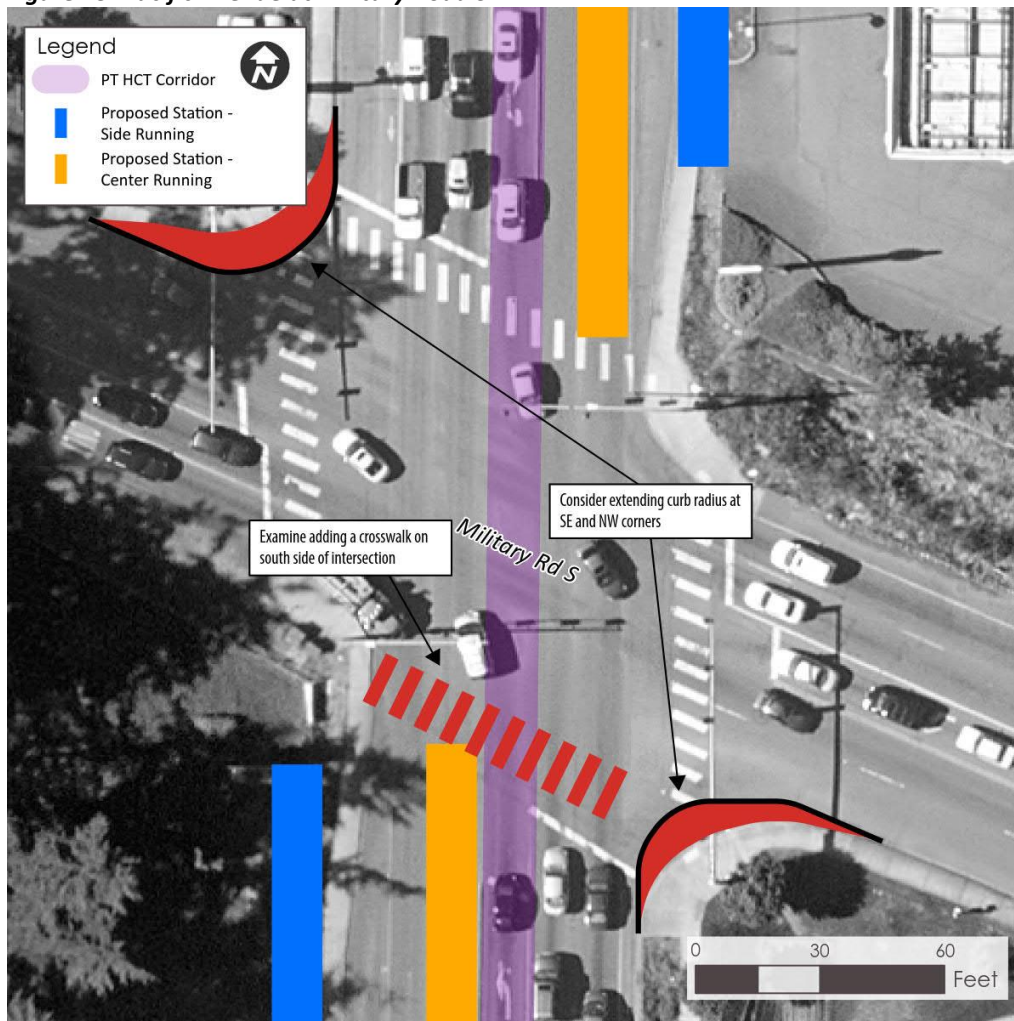 Legend
N
PT HCT Corridor
Proposed Station -
Side Running
Proposed Station -
Center Running
Consider extending curb radius at
SE and NW corners
Examine adding a crosswalk on
south side of intersection
Military Rd S
0 30 60
Feet